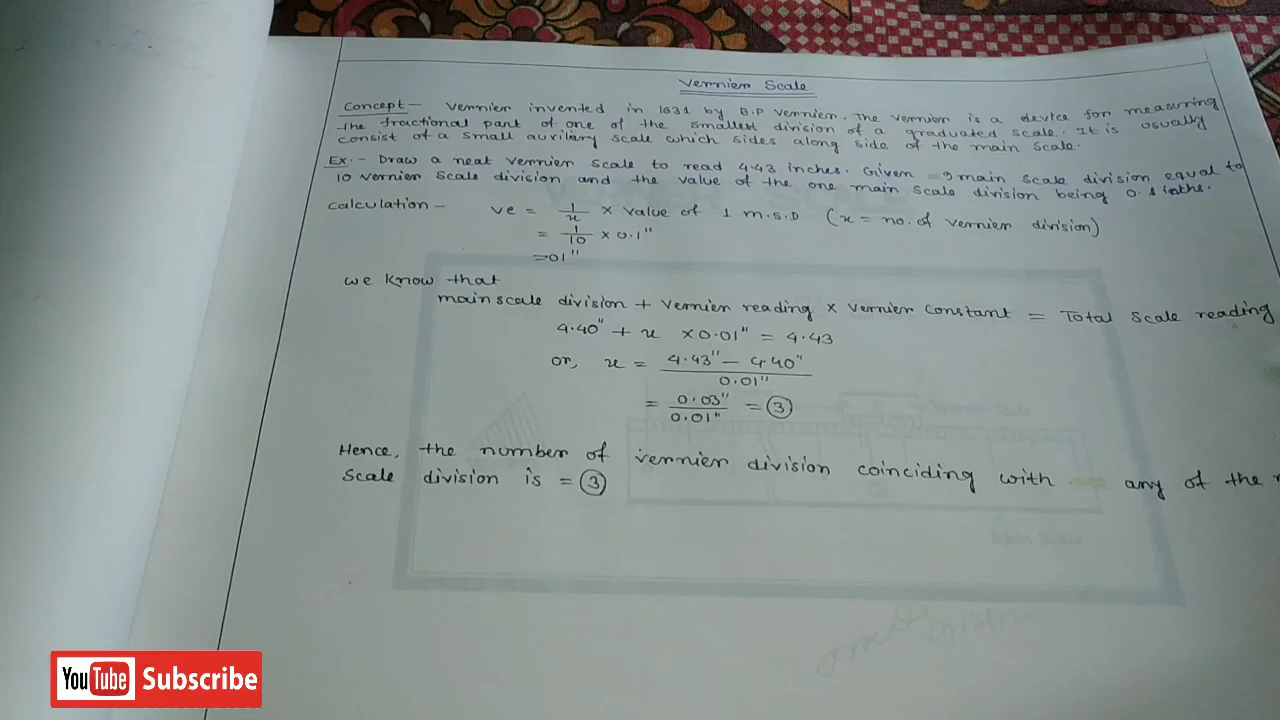 Vernier Scale
Concept - Vernier invented in 1631 by B.P Vernier. The vernier is a device for measuring
the fractional part of one of the smallest division of a graduated scale. It is usually
consist of a small auxiliary scale which sides along side of the main scale.
Ex. - Draw a neat vernier scale to read 4.43 inches. Given 9 main scale division equal to
10 vernier scale division and the value of the one main scale division being 0.1 inths.
Calculation - ve = 1/x × value of 1 m.s.D (x = no. of vernier division)
= 1/10 × 0.1"
= 01"
we know that
main scale division + vernier reading × vernier constant = Total scale reading
4.40" + x × 0.01" = 4.43
or, x = 4.43" - 4.40" / 0.01"
= 0.03" / 0.01" = 3
Hence, the number of vernier division coinciding with any of the
scale division is = 3
Vernier Scale
Main Scale
YouTube Subscribe